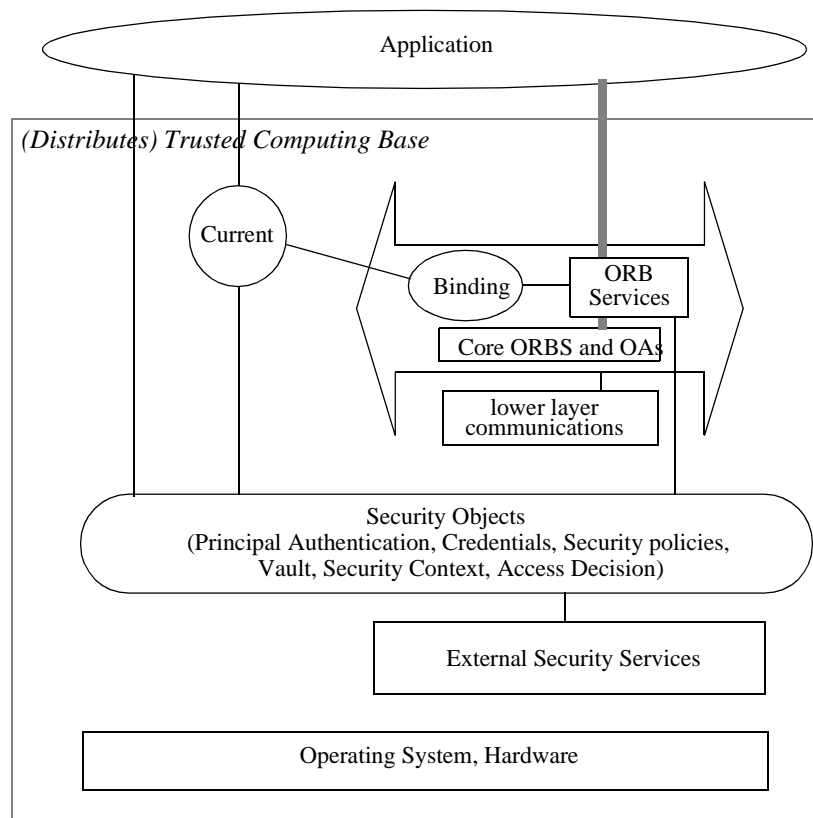 Application
(Distributes) Trusted Computing Base
Current
Binding
ORB
Services
Core ORBS and OAs
lower layer
communications
Security Objects
(Principal Authentication, Credentials, Security policies,
Vault, Security Context, Access Decision)
External Security Services
Operating System, Hardware